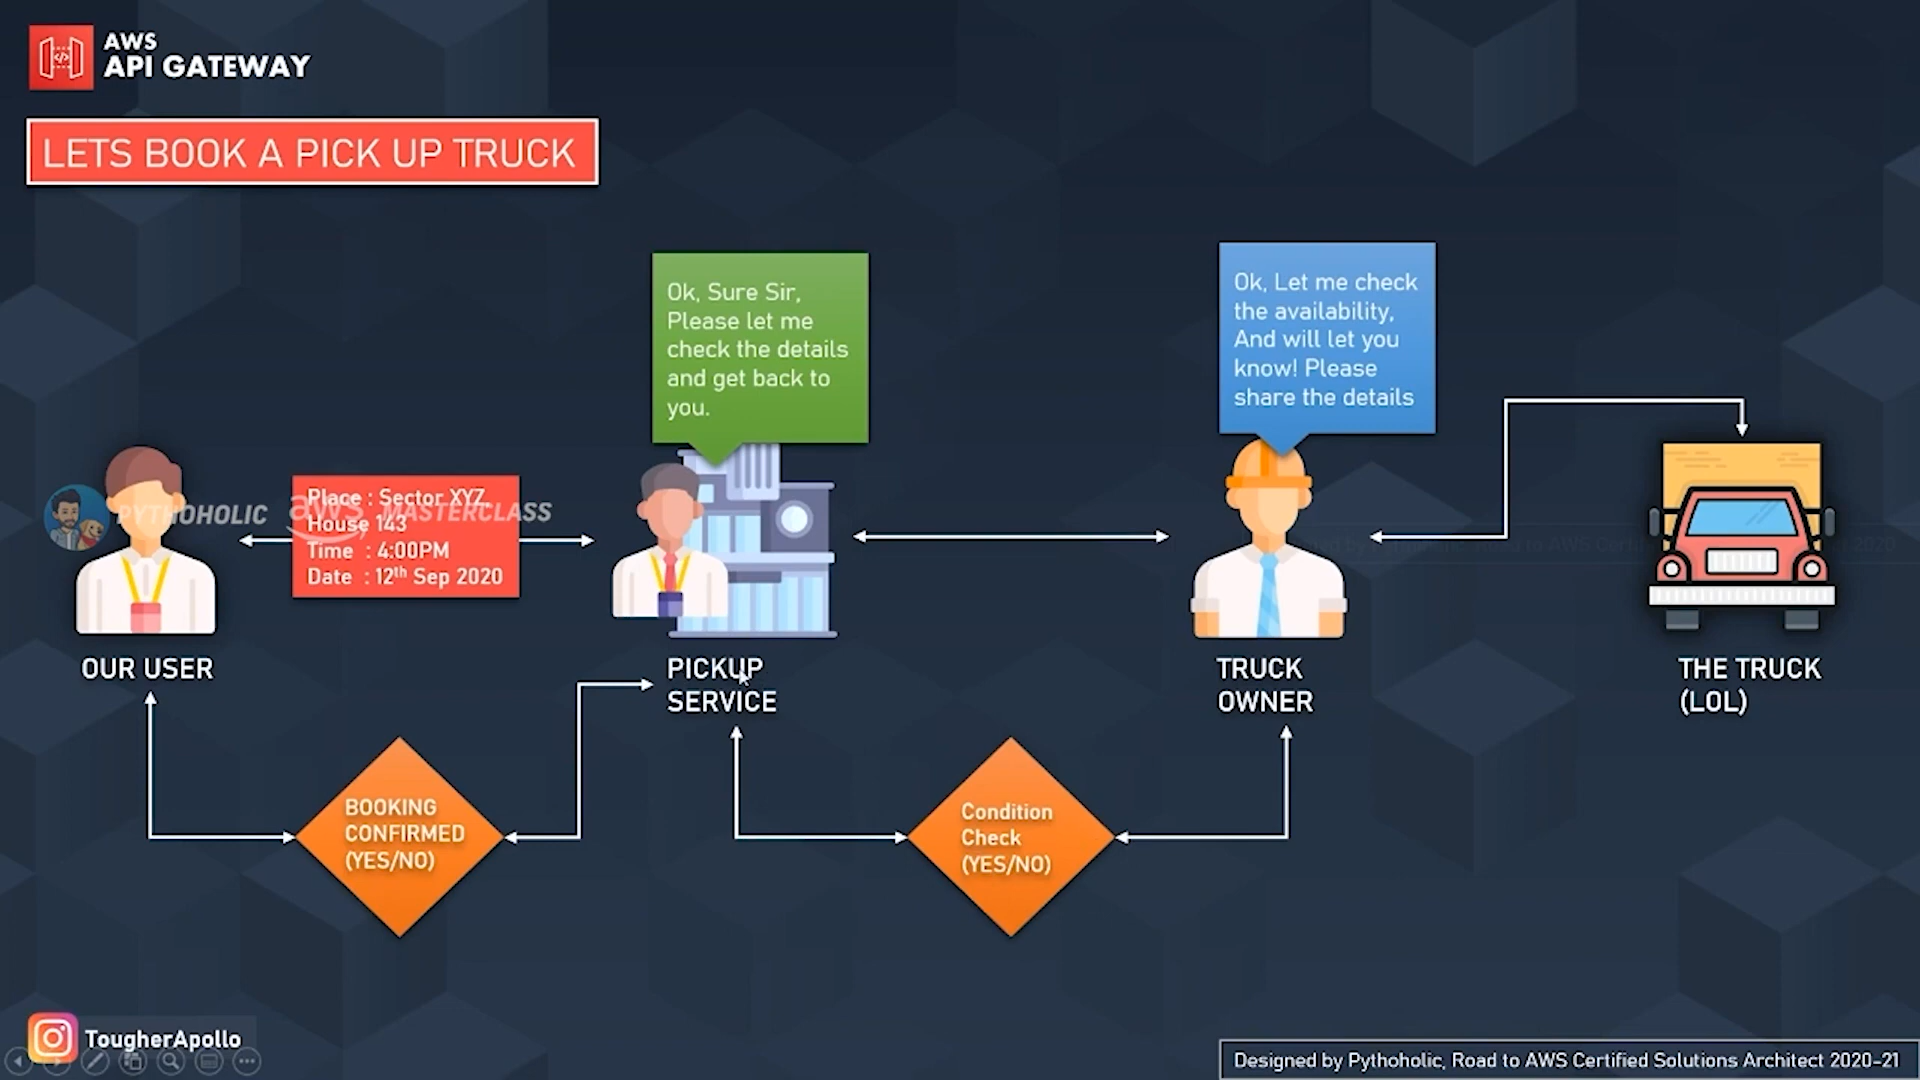 AWS
API GATEWAY
LETS BOOK A PICK UP TRUCK
Ok, Sure Sir,
Please let me
check the details
and get back to
you.
Ok, Let me check
the availability,
And will let you
know! Please
share the details
PYTHOHOLIC aws MASTERCLASS
Place : Sector XYZ,
House 143
Time : 4:00PM
Date : 12th Sep 2020
OUR USER
PICKUP
SERVICE
TRUCK
OWNER
THE TRUCK
(LOL)
BOOKING
CONFIRMED
(YES/NO)
Condition
Check
(YES/NO)
TougherApollo
Designed by Pythoholic, Road to AWS Certified Solutions Architect 2020-21